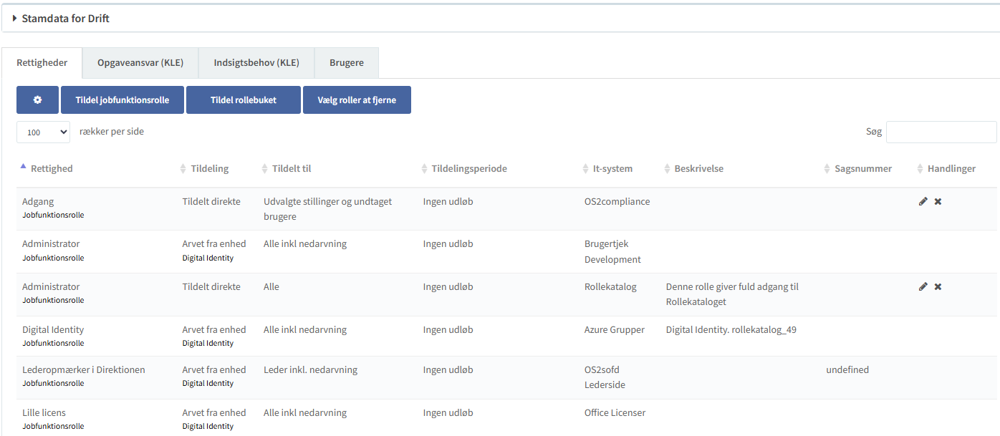 Stamdata for Drift
Rettigheder Opgaveansvar (KLE) Indsigtsbehov (KLE) Brugere
Tildel jobfunktionsrolle Tildel rollebuket Vælg roller at fjerne
100 rækker per side Søg
Rettighed Tildeling Tildelt til Tildelingsperiode It-system Beskrivelse Sagsnummer Handlinger
Adgang Tildelt direkte Udvalgte stillinger og undtaget Ingen udløb OS2compliance
Jobfunktionsrolle brugere
Administrator Arvet fra enhed Alle inkl nedarvning Ingen udløb Brugertjek
Jobfunktionsrolle Digital Identity Development
Administrator Tildelt direkte Alle Ingen udløb Rollekatalog Denne rolle giver fuld adgang til
Jobfunktionsrolle Rollekataloget
Digital Identity Arvet fra enhed Alle inkl nedarvning Ingen udløb Azure Grupper Digital Identity. rollekatalog_49
Jobfunktionsrolle Digital Identity
Lederopmærker i Direktionen Arvet fra enhed Leder inkl. nedarvning Ingen udløb OS2sofd undefined
Jobfunktionsrolle Digital Identity Lederside
Lille licens Arvet fra enhed Alle inkl nedarvning Ingen udløb Office Licenser
Jobfunktionsrolle Digital Identity